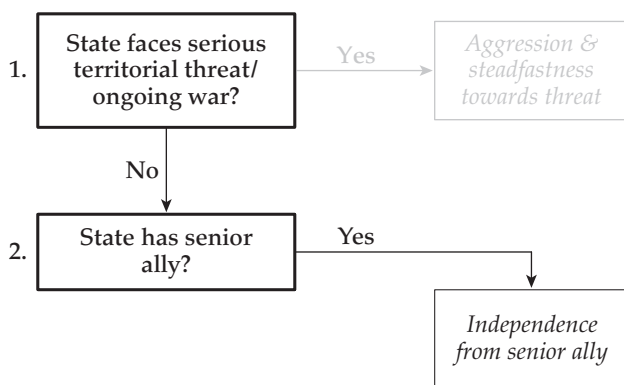 State faces serious
1. territorial threat/
ongoing war?
Yes
Aggression &
steadfastness
towards threat
No
2. State has senior
ally?
Yes
Independence
from senior ally